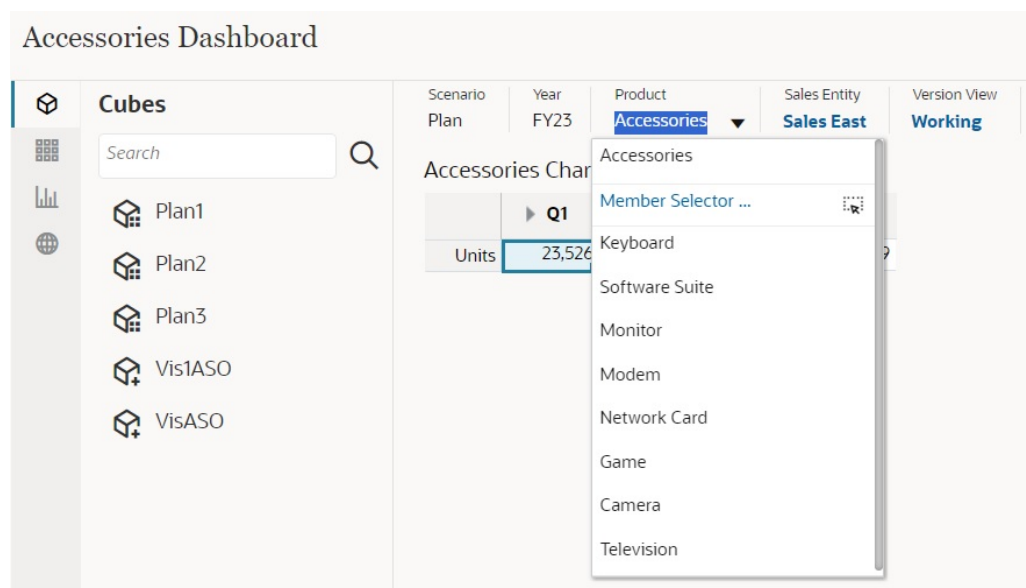 Accessories Dashboard
Cubes
Search
Plan1
Plan2
Plan3
Vis1ASO
VisASO
Scenario Year Product Sales Entity Version View
Plan FY23 Accessories Sales East Working
Accessories Char
Q1
Units 23,526 9
Accessories
Member Selector ...
Keyboard
Software Suite
Monitor
Modem
Network Card
Game
Camera
Television